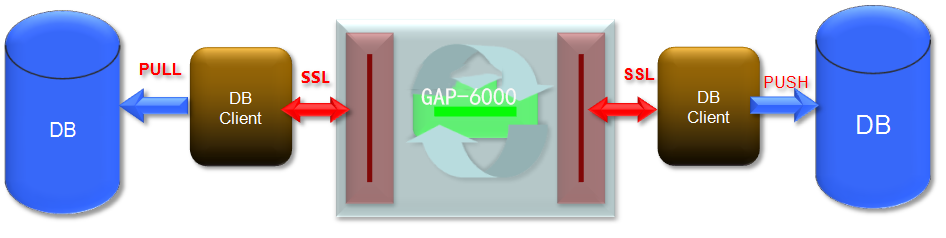 DB
PULL
DB
Client
SSL
GAP-6000
SSL
DB
Client
PUSH
DB